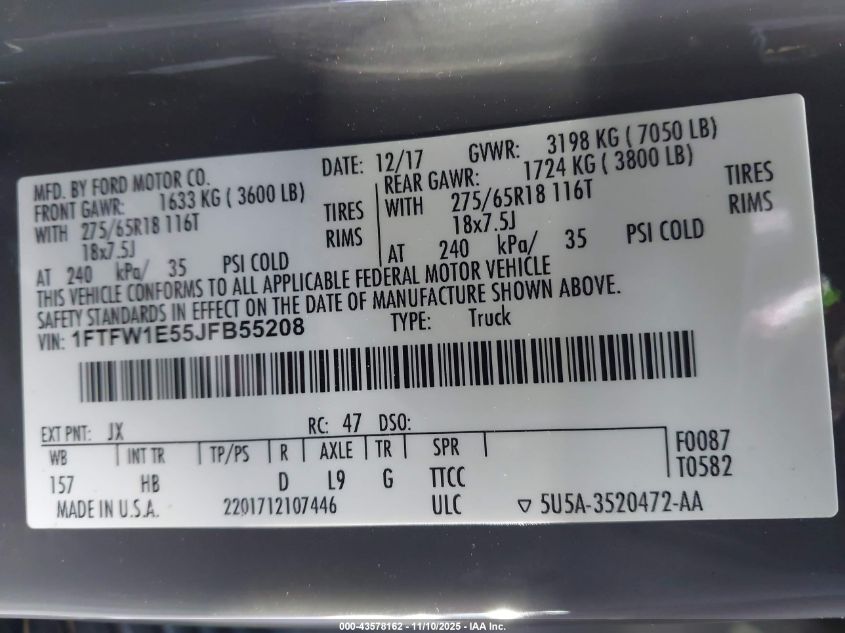 MFD. BY FORD MOTOR CO. DATE: 12/17 GVWR: 3198 KG ( 7050 LB)
FRONT GAWR: 1633 KG ( 3600 LB) REAR GAWR: 1724 KG ( 3800 LB)
WITH 275/65R18 116T TIRES WITH 275/65R18 116T TIRES
18x7.5J RIMS 18x7.5J RIMS
AT 240 kPa/ 35 PSI COLD AT 240 kPa/ 35 PSI COLD
THIS VEHICLE CONFORMS TO ALL APPLICABLE FEDERAL MOTOR VEHICLE
SAFETY STANDARDS IN EFFECT ON THE DATE OF MANUFACTURE SHOWN ABOVE.
VIN: 1FTFW1E55JFB55208 TYPE: Truck
EXT PNT: JX RC: 47 DSO:
WB INT TR TP/PS R AXLE TR SPR F0087
157 HB D L9 G TTCC T0582
MADE IN U.S.A. 2201712107446 ULC ▽ 5U5A-3520472-AA
000-43578162 - 11/10/2025 - IAA Inc.